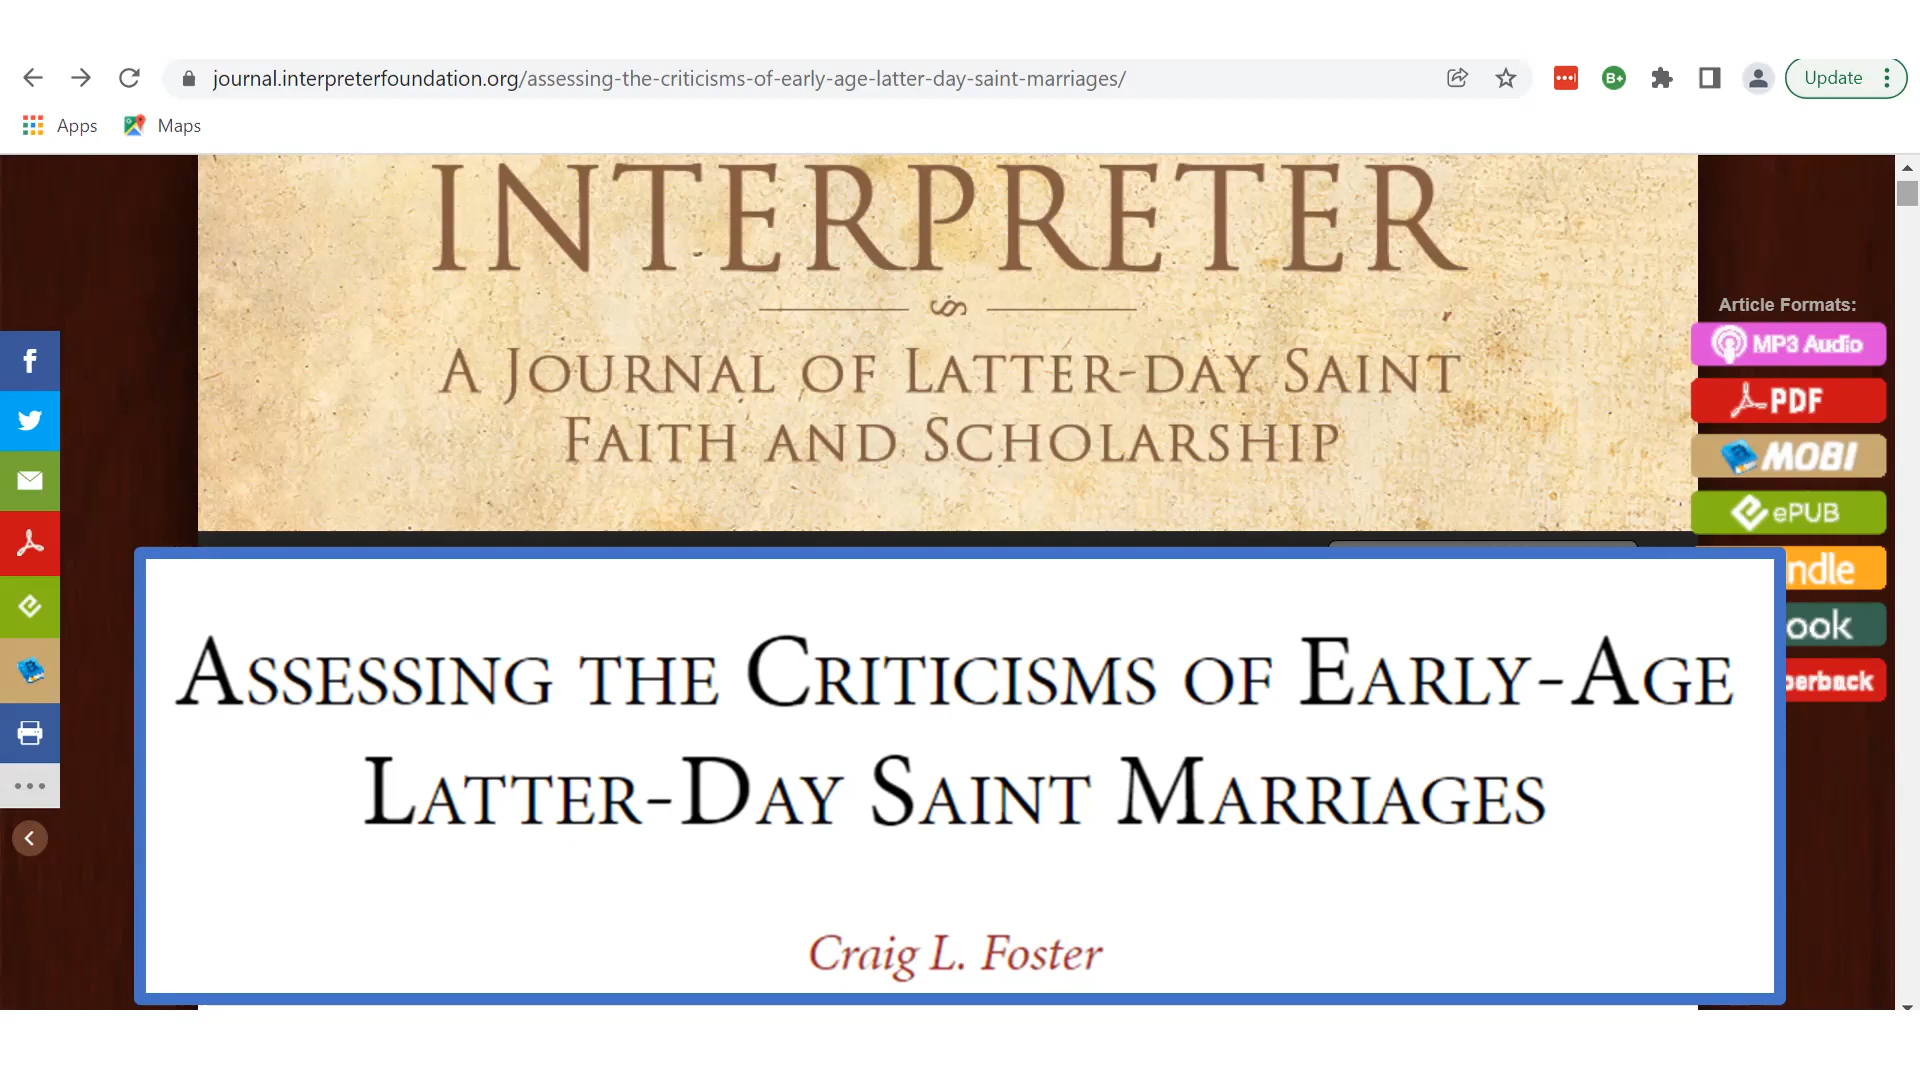 journal.interpreterfoundation.org/assessing-the-criticisms-of-early-age-latter-day-saint-marriages/
B+
Update
Apps
Maps
INTERPRETER
A JOURNAL OF LATTER-DAY SAINT
FAITH AND SCHOLARSHIP
Article Formats:
MP3 Audio
PDF
MOBI
ePUB
ndle
ook
perback
ASSESSING THE CRITICISMS OF EARLY-AGE
LATTER-DAY SAINT MARRIAGES
Craig L. Foster